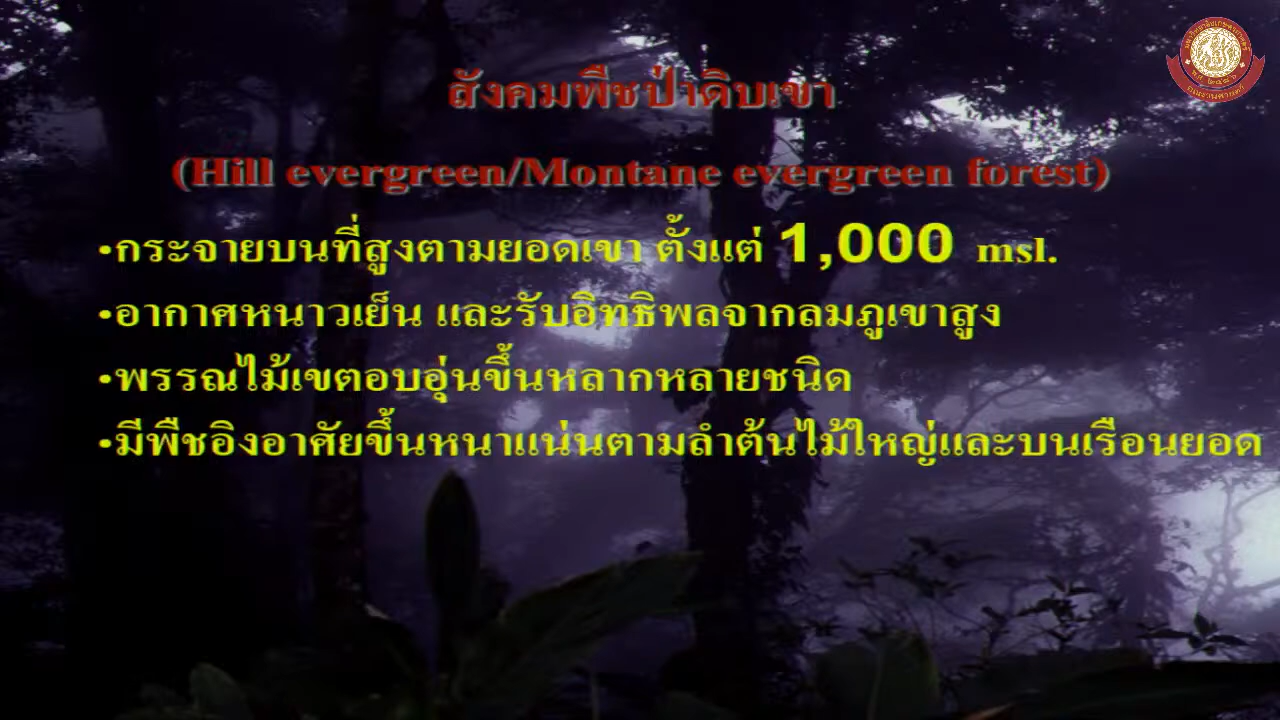 สังคมพืชป่าดิบเขา
(Hill evergreen/Montane evergreen forest)
•กระจายบนที่สูงตามยอดเขา ตั้งแต่ 1,000 msl.
•อากาศหนาวเย็น และรับอิทธิพลจากลมภูเขาสูง
•พรรณไม้เขตอบอุ่นขึ้นหลากหลายชนิด
•มีพืชอิงอาศัยขึ้นหนาแน่นตามลำต้นไม้ใหญ่และบนเรือนยอด